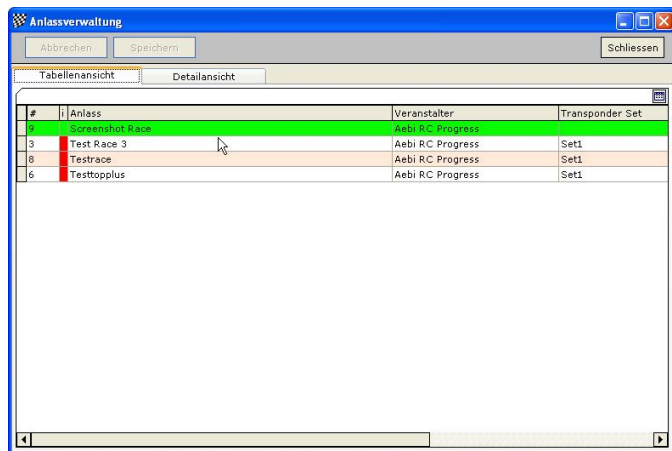 Anlassverwaltung
Abbrechen Speichern Schliessen
Tabellenansicht Detailansicht
# i Anlass Veranstalter Transponder Set
9 Screenshot Race Aebi RC Progress
3 Test Race 3 Aebi RC Progress Set1
8 Testrace Aebi RC Progress Set1
6 Testtopplus Aebi RC Progress Set1